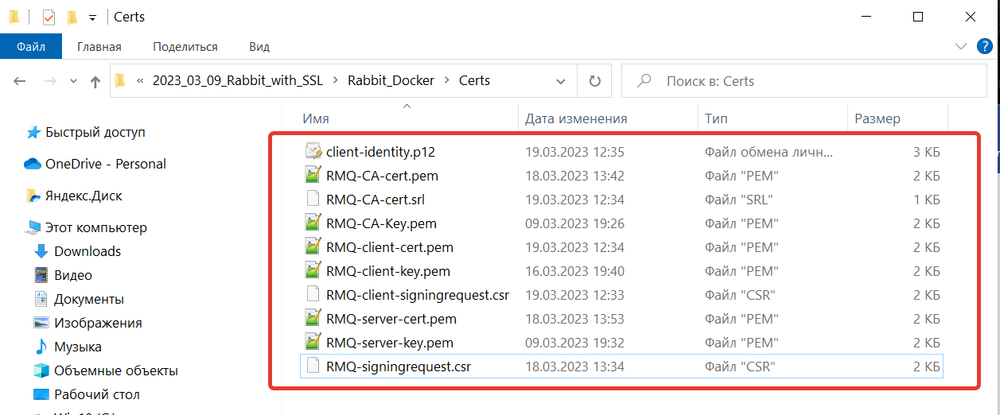 Certs
Файл Главная Поделиться Вид ?
« 2023_03_09_Rabbit_with_SSL › Rabbit_Docker › Certs Поиск в: Certs
Имя Дата изменения Тип Размер
Быстрый доступ
OneDrive - Personal
Яндекс.Диск
Этот компьютер
Downloads
Видео
Документы
Изображения
Музыка
Объемные объекты
Рабочий стол
client-identity.p12 19.03.2023 12:35 Файл обмена личн... 3 КБ
RMQ-CA-cert.pem 18.03.2023 13:42 Файл "PEM" 2 КБ
RMQ-CA-cert.srl 19.03.2023 12:34 Файл "SRL" 1 КБ
RMQ-CA-Key.pem 09.03.2023 19:26 Файл "PEM" 2 КБ
RMQ-client-cert.pem 19.03.2023 12:34 Файл "PEM" 2 КБ
RMQ-client-key.pem 16.03.2023 19:40 Файл "PEM" 2 КБ
RMQ-client-signingrequest.csr 19.03.2023 12:33 Файл "CSR" 2 КБ
RMQ-server-cert.pem 18.03.2023 13:53 Файл "PEM" 2 КБ
RMQ-server-key.pem 09.03.2023 19:32 Файл "PEM" 2 КБ
RMQ-signingrequest.csr 18.03.2023 13:34 Файл "CSR" 2 КБ